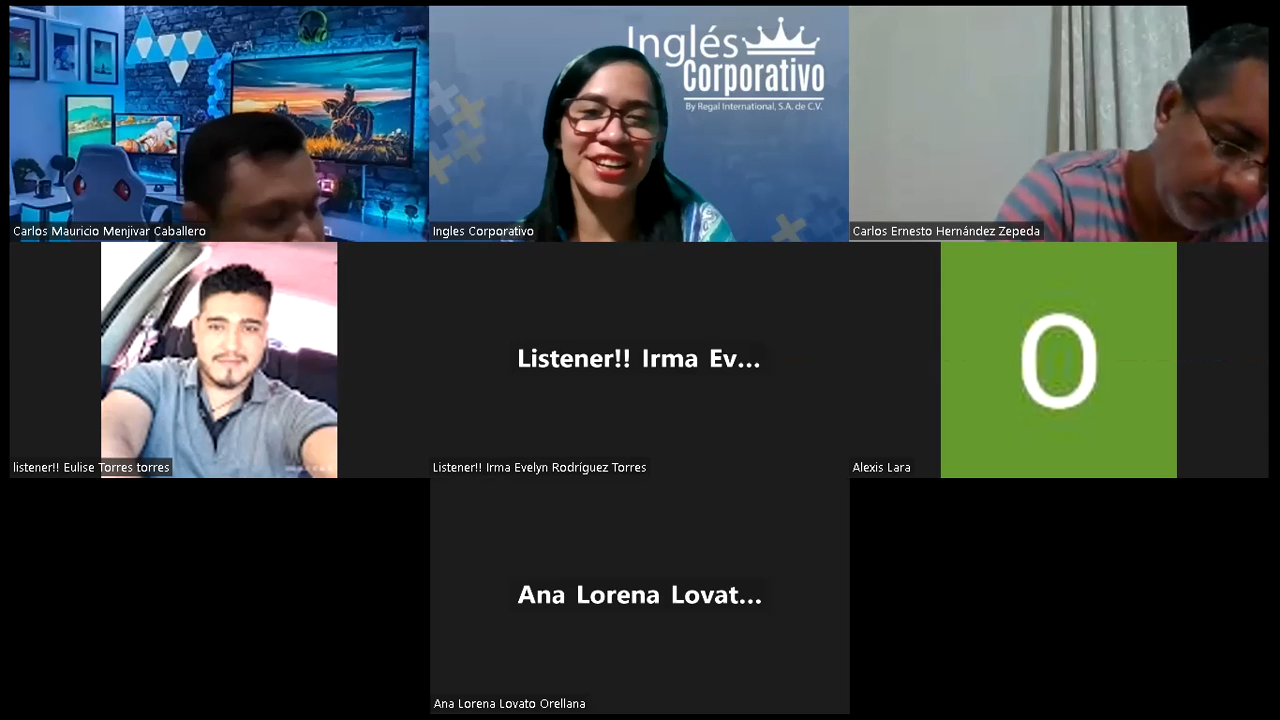 Inglés
Corporativo
By Regal International, S.A. de C.V.
Carlos Mauricio Menjivar Caballero
Ingles Corporativo
Carlos Ernesto Hernández Zepeda
Listener!! Irma Ev...
O
listener!! Eulise Torres torres
Listener!! Irma Evelyn Rodríguez Torres
Alexis Lara
Ana Lorena Lovat...
Ana Lorena Lovato Orellana